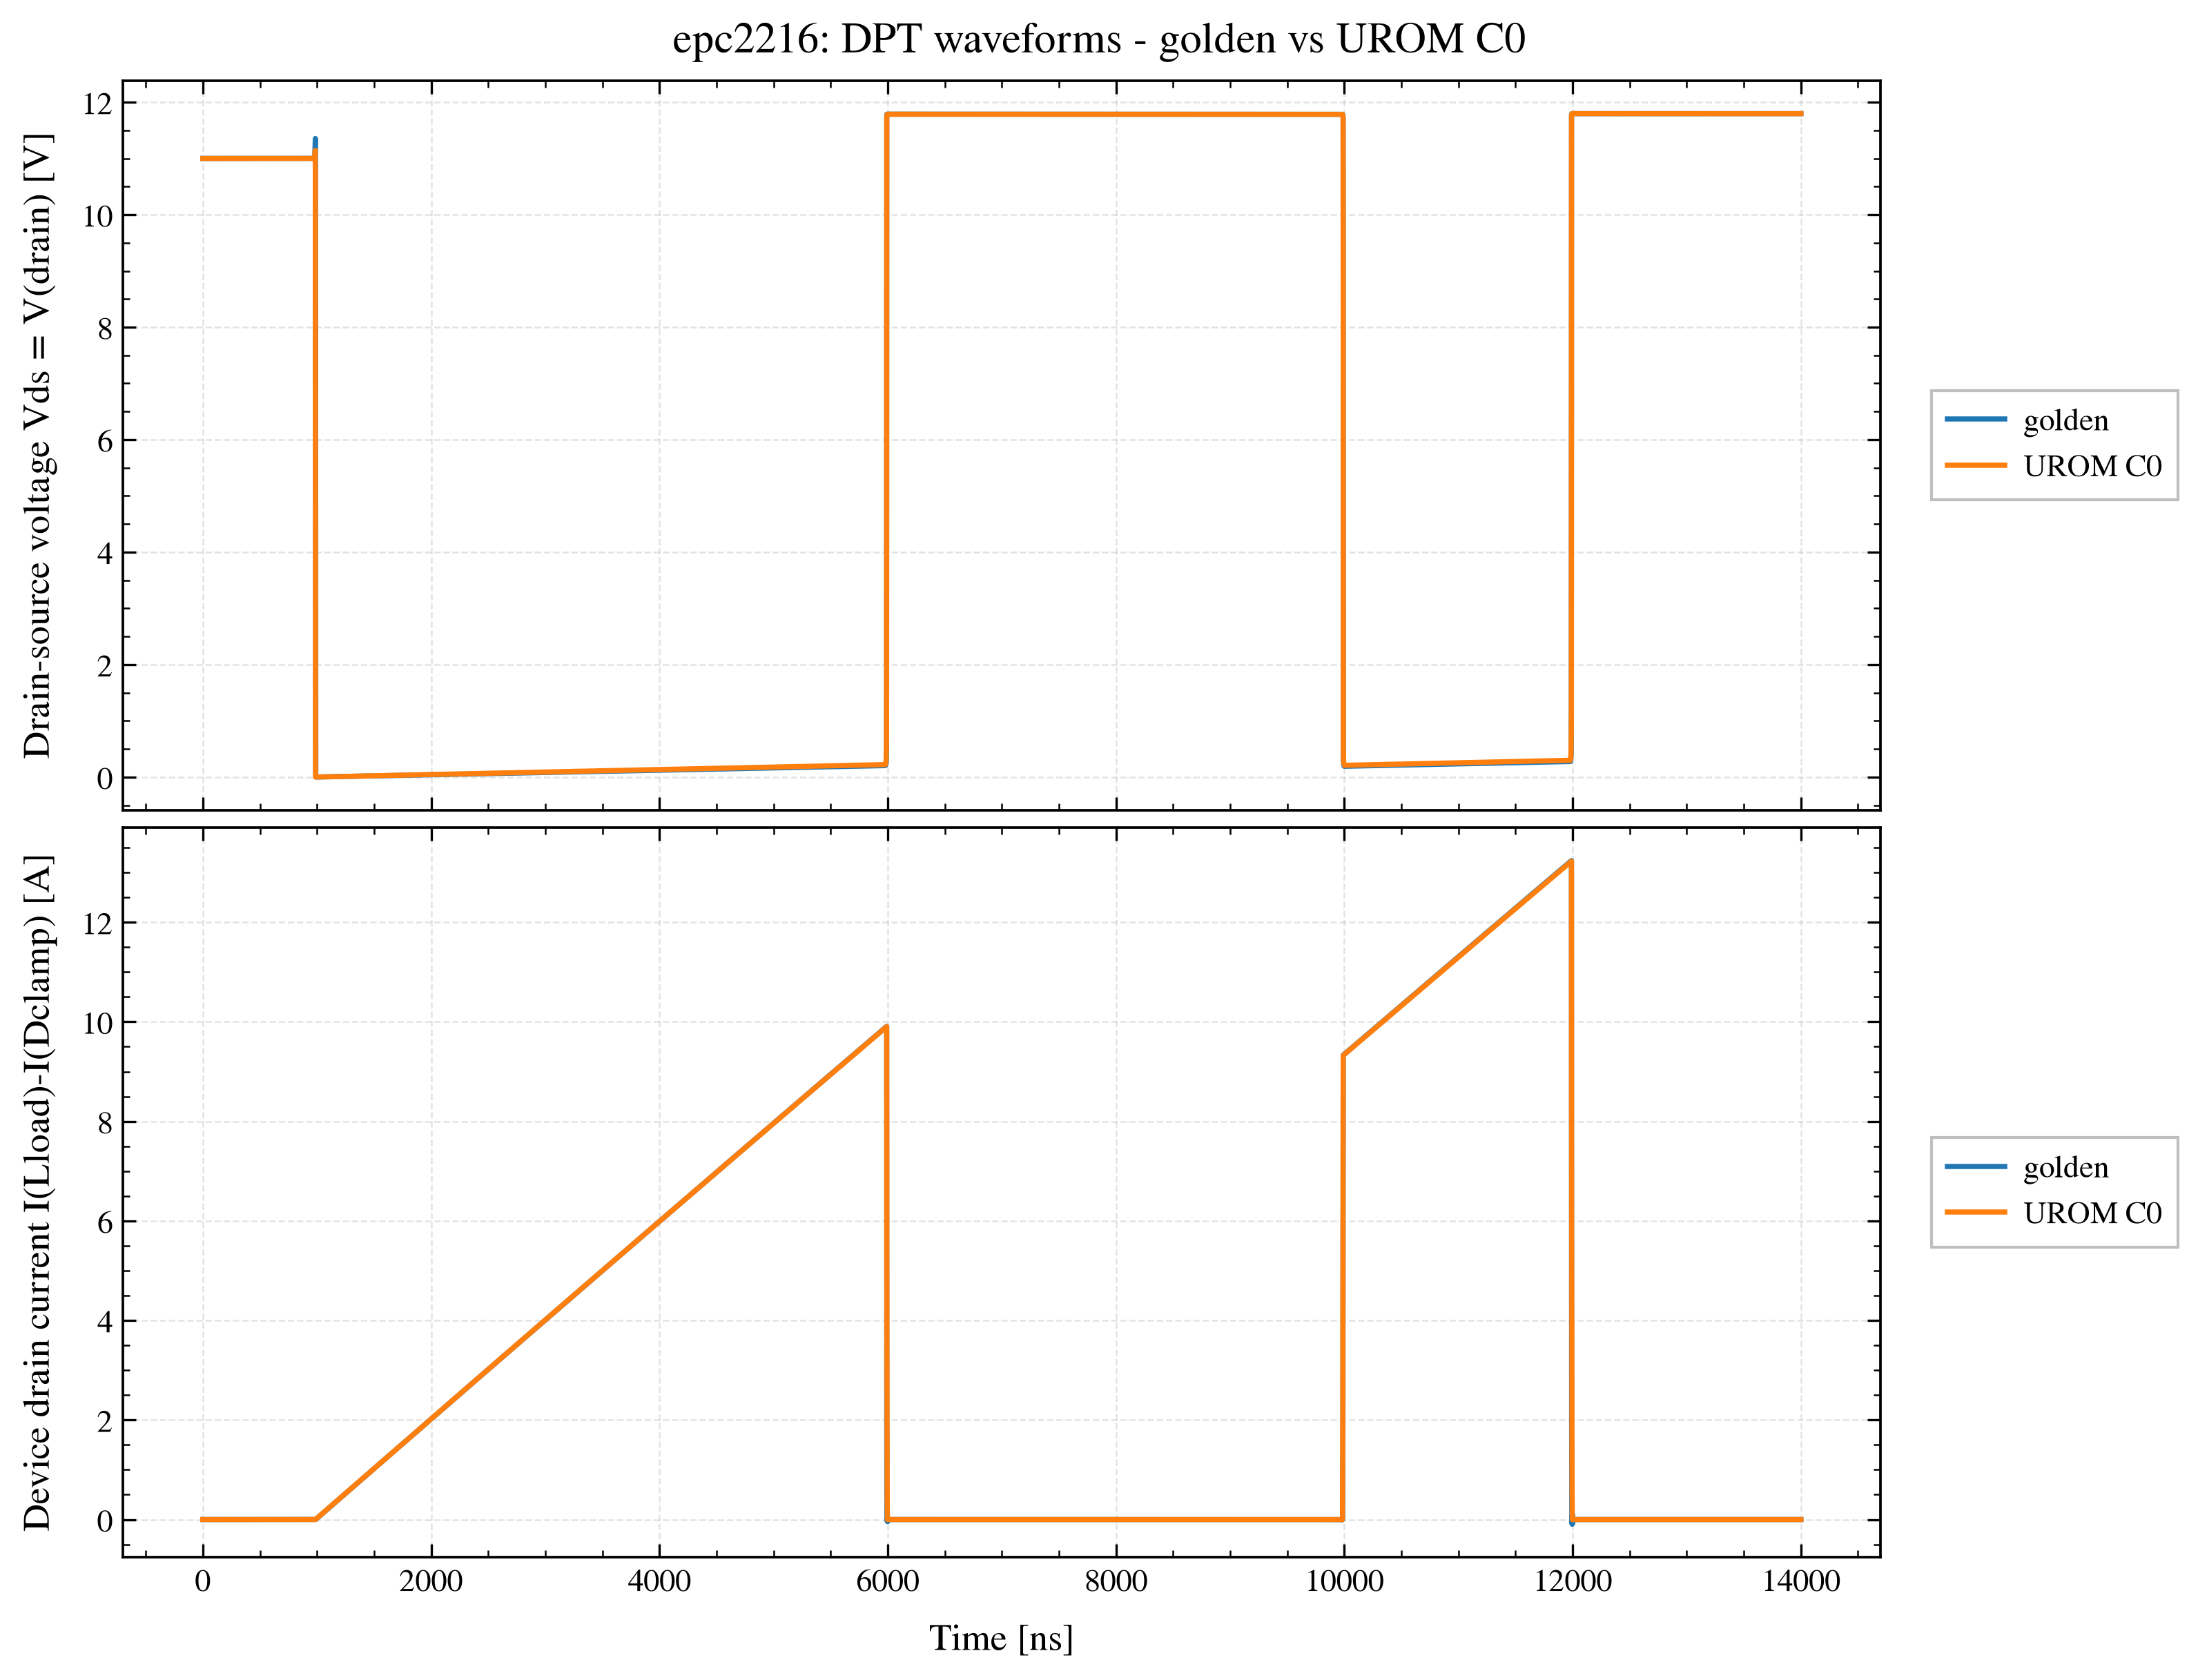 epc2216: DPT waveforms - golden vs UROM C0
Drain-source voltage Vds = V(drain) [V]
12
10
8
6
4
2
0
golden
UROM C0
Device drain current I(Lload)-I(Dclamp) [A]
12
10
8
6
4
2
0
golden
UROM C0
0 2000 4000 6000 8000 10000 12000 14000
Time [ns]